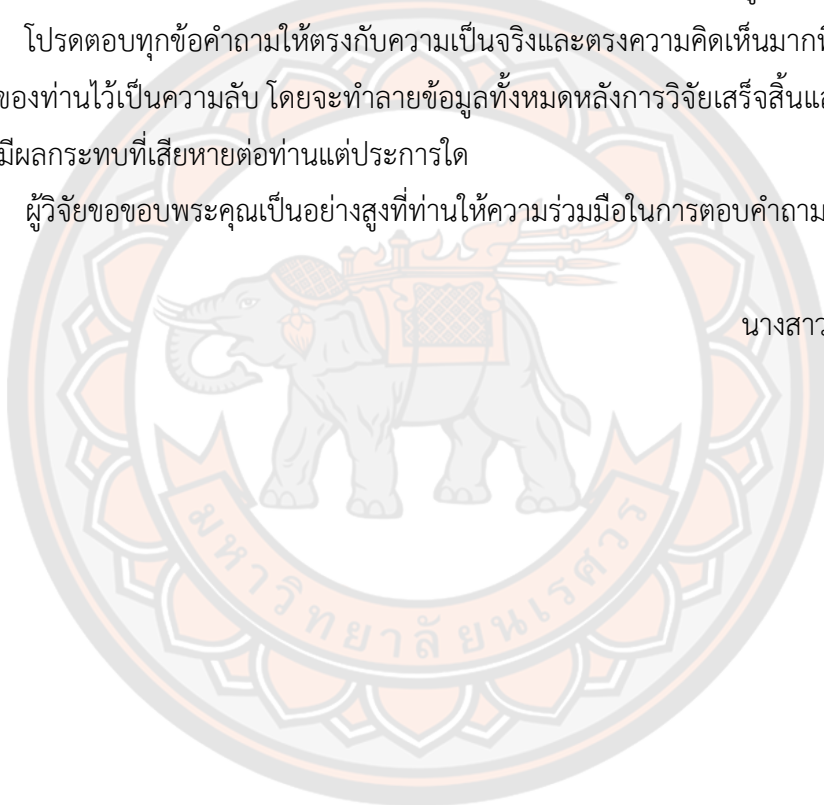 โปรดตอบทุกข้อคำถามให้ตรงกับความเป็นจริงและตรงความคิดเห็นมากที
ของท่านไว้เป็นความลับ โดยจะทำลายข้อมูลทั้งหมดหลังการวิจัยเสร็จสิ้นแล
มีผลกระทบที่เสียหายต่อท่านแต่ประการใด
ผู้วิจัยขอขอบพระคุณเป็นอย่างสูงที่ท่านให้ความร่วมมือในการตอบคำถาม
นางสาว
มหาวิทยาลัยนเรศวร